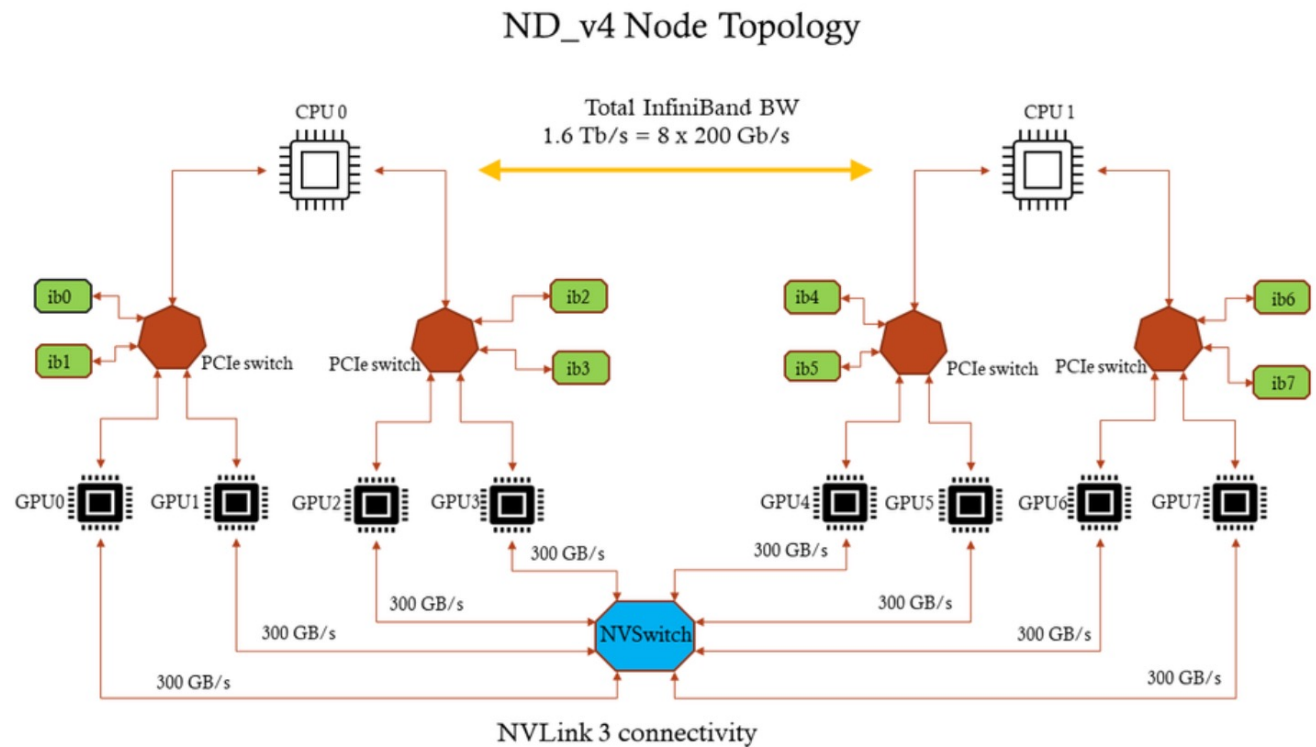 ND_v4 Node Topology
CPU 0
Total InfiniBand BW
1.6 Tb/s = 8 x 200 Gb/s
CPU 1
ib0
ib2
ib4
ib6
ib1
PCIe switch
PCIe switch
ib3
ib5
PCIe switch
PCIe switch
ib7
GPU0
GPU1
GPU2
GPU3
GPU4
GPU5
GPU6
GPU7
300 GB/s
300 GB/s
300 GB/s
300 GB/s
300 GB/s
NVSwitch
300 GB/s
300 GB/s
300 GB/s
NVLink 3 connectivity